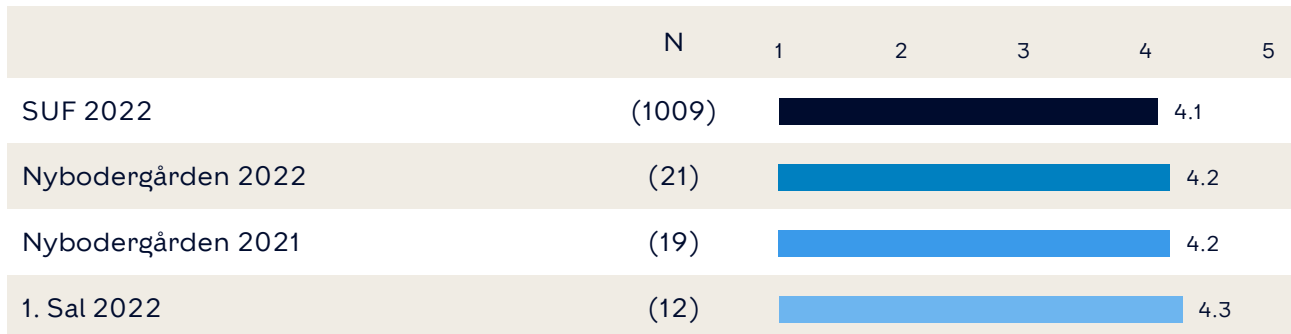 N 1 2 3 4 5
SUF 2022 (1009) 4.1
Nybodergården 2022 (21) 4.2
Nybodergården 2021 (19) 4.2
1. Sal 2022 (12) 4.3